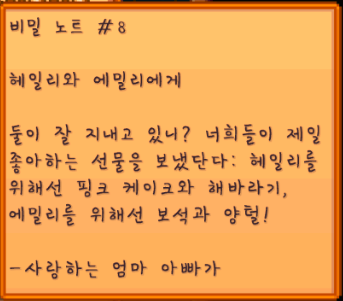 비밀 노트 #8
헤일리와 에밀리에게
둘이 잘 지내고 있니? 너희들이 제일
좋아하는 선물을 보냈단다: 헤일리를
위해선 핑크 케이크와 해바라기,
에밀리를 위해선 보석과 양털!
-사랑하는 엄마 아빠가